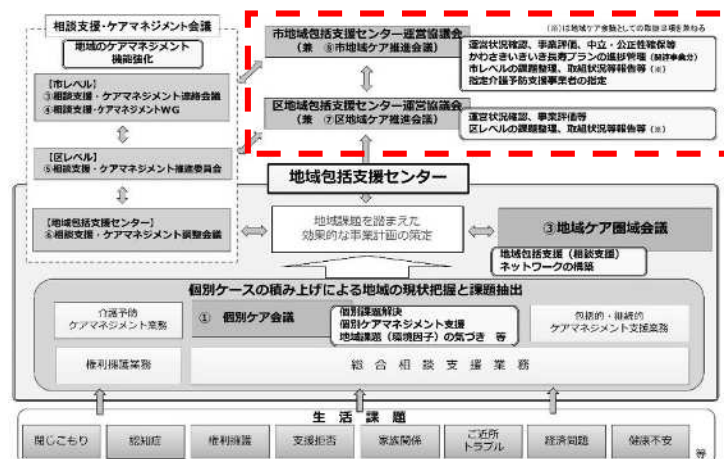 相談支援・ケアマネジメント会議
地域のケアマネジメント
機能強化
【市レベル】
③相談支援・ケアマネジメント連絡会議
④相談支援・ケアマネジメントWG
【区レベル】
⑤相談支援・ケアマネジメント推進委員会
【地域包括支援センター】
⑥相談支援・ケアマネジメント調整会議
市地域包括支援センター運営協議会
(兼 ⑧市地域ケア推進会議)
(※)は地域ケア会議としての取扱事項を兼ねる
運営状況確認、事業評価、中立・公正性確保等
かわさきいきいき長寿プランの進捗管理(関連事業分)
市レベルの課題整理、取組状況等報告等(※)
指定介護予防支援事業者の指定
区地域包括支援センター運営協議会
(兼 ⑦区地域ケア推進会議)
運営状況確認、事業評価等
区レベルの課題整理、取組状況等報告等(※)
地域包括支援センター
地域課題を踏まえた
効果的な事業計画の策定
③地域ケア圏域会議
地域包括支援(相談支援)
ネットワークの構築
個別ケースの積み上げによる地域の現状把握と課題抽出
介護予防
ケアマネジメント業務
① 個別ケア会議
個別課題解決
個別ケアマネジメント支援
地域課題(環境因子)の気づき 等
包括的・継続的
ケアマネジメント支援業務
権利擁護業務
総合相談支援業務
生活課題
閉じこもり
認知症
権利擁護
支援拒否
家族関係
ご近所
トラブル
経済問題
健康不安
等